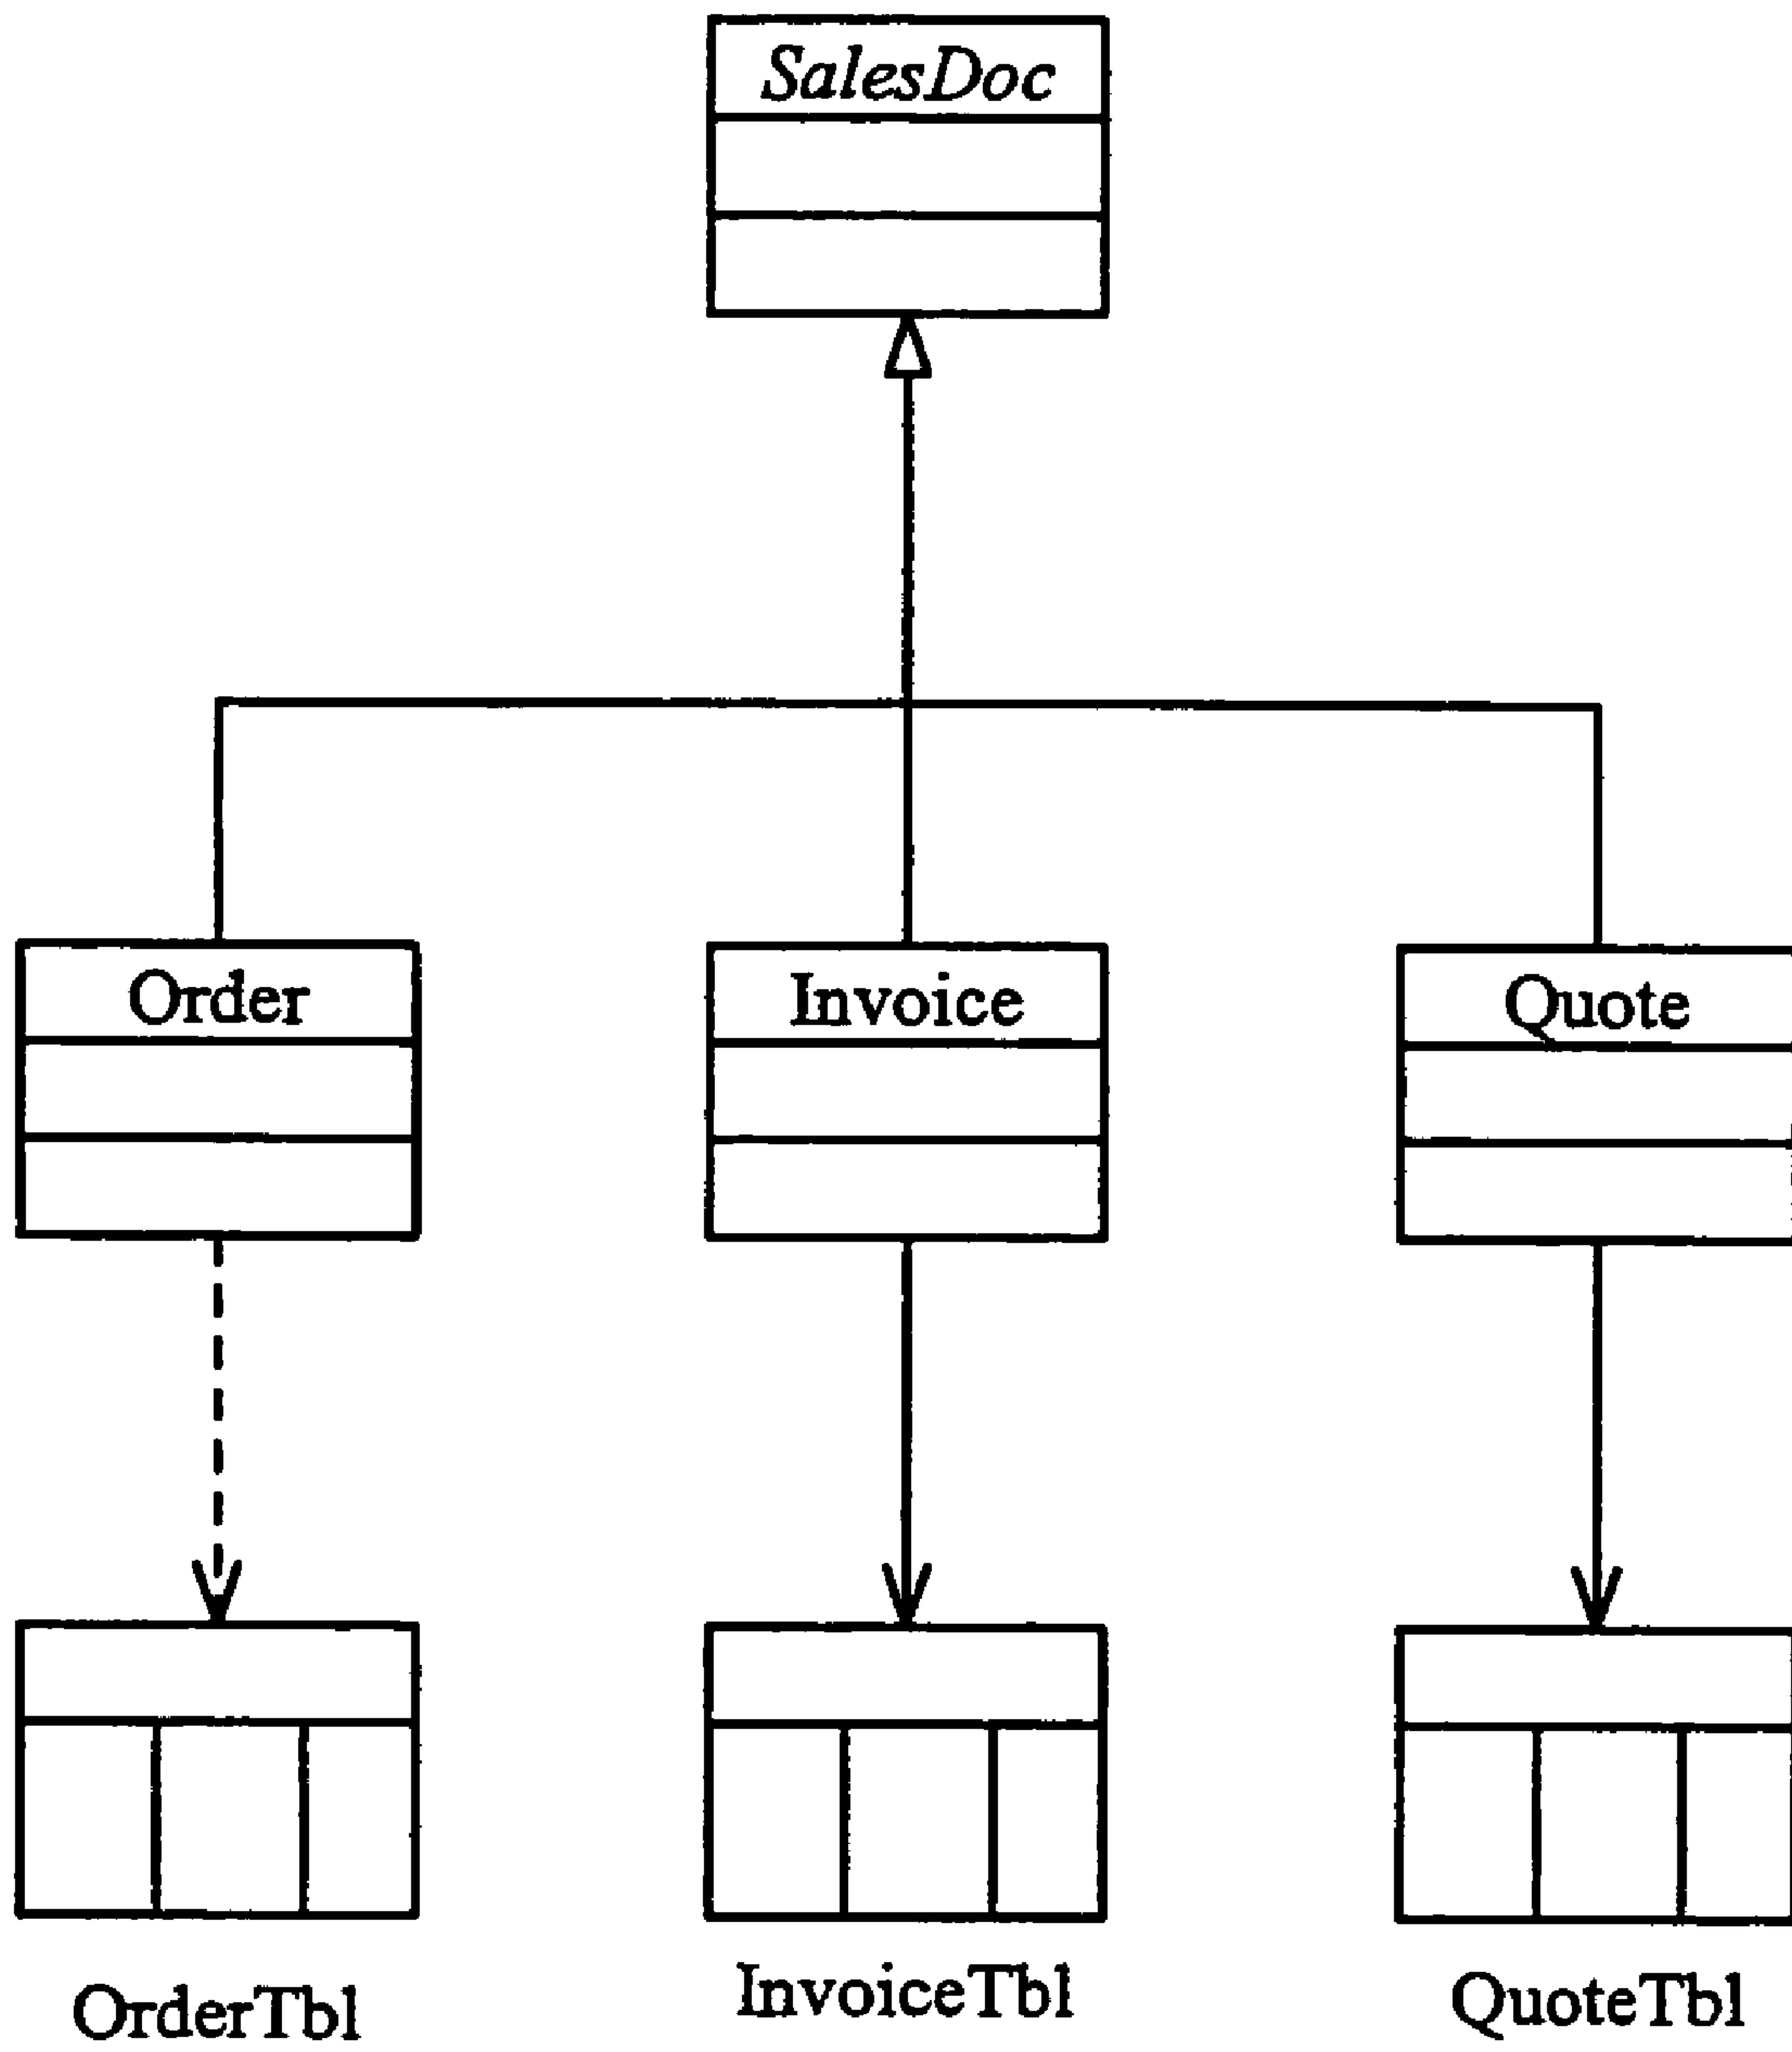 SalesDoc
Order
Invoice
Quote
OrderTbl
InvoiceTbl
QuoteTbl